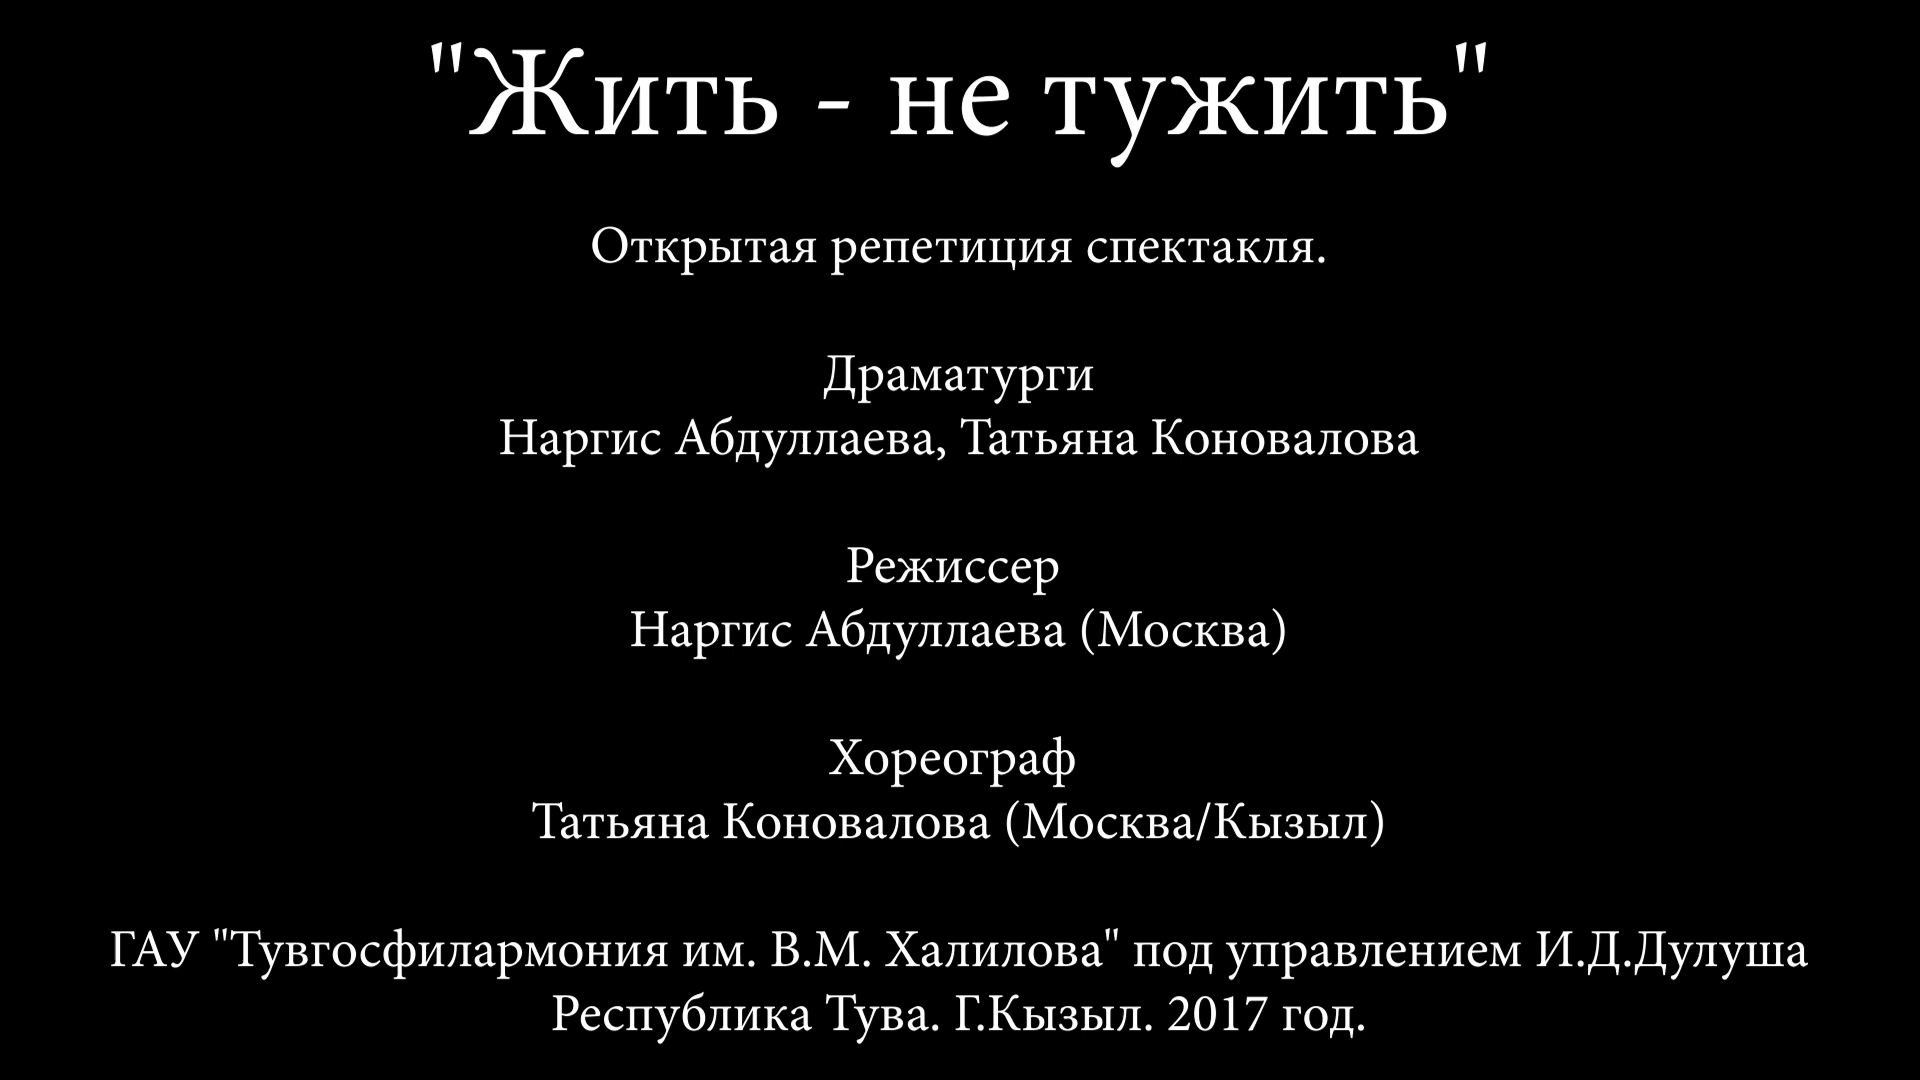 "Жить - не тужить"
Открытая репетиция спектакля.
Драматурги
Наргис Абдуллаева, Татьяна Коновалова
Режиссер
Наргис Абдуллаева (Москва)
Хореограф
Татьяна Коновалова (Москва/Кызыл)
ГАУ "Тувгосфилармония им. В.М. Халилова" под управлением И.Д.Дулуша
Республика Тува. Г.Кызыл. 2017 год.